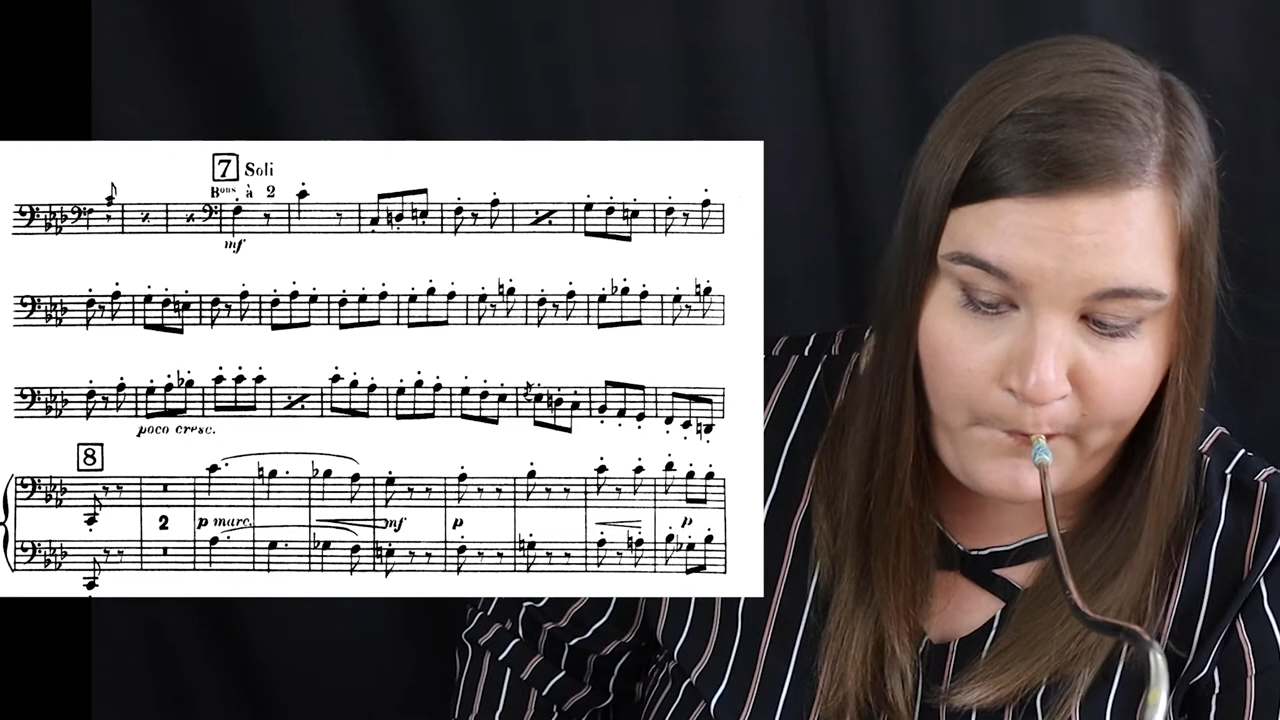 7 Soli
Bons à 2
mf
poco cresc.
8
2 p marc. mf p p